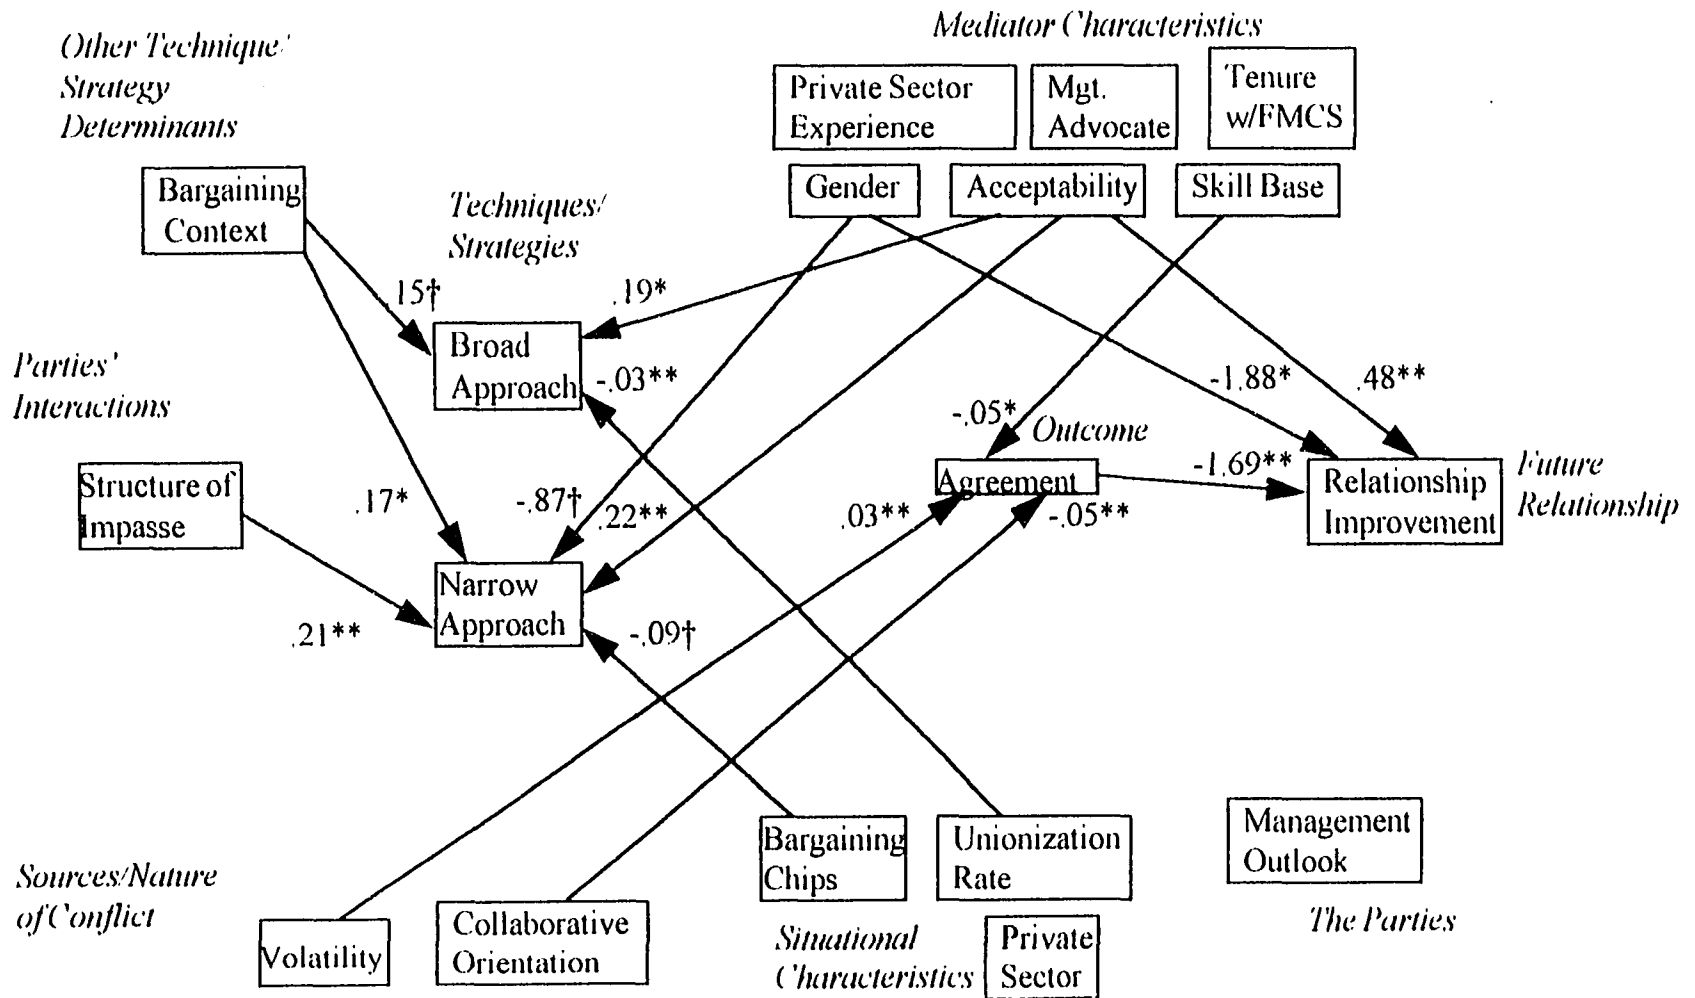 Mediator Characteristics
Other Technique/
Strategy
Determinants
Private Sector
Experience
Mgt.
Advocate
Tenure
w/FMCS
Bargaining
Context
Techniques/
Strategies
Gender
Acceptability
Skill Base
.15†
.19*
Broad
Approach
-.03**
Parties'
Interactions
-1.88*
.48**
-.05*
Outcome
Structure of
Impasse
.17*
-.87†
.22**
Agreement
.03**
-.05**
-1.69**
Relationship
Improvement
Future
Relationship
Narrow
Approach
.21**
-.09†
Bargaining
Chips
Unionization
Rate
Management
Outlook
Sources/Nature
of Conflict
Volatility
Collaborative
Orientation
Situational
Characteristics
Private
Sector
The Parties